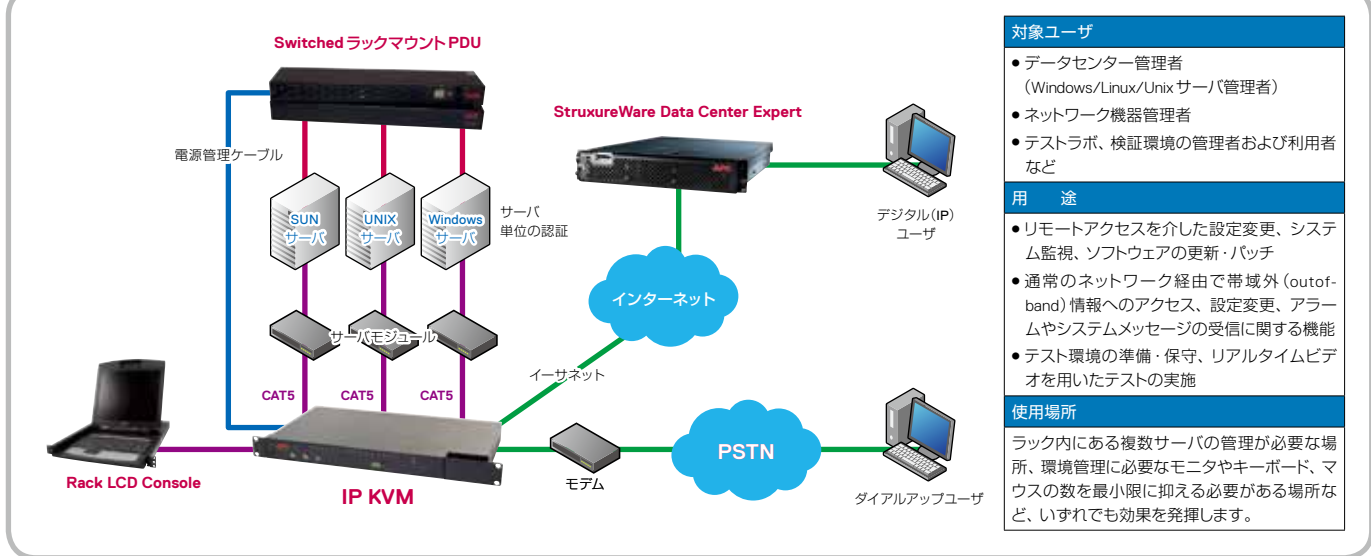 Switched ラックマウント PDU
StruxureWare Data Center Expert
電源管理ケーブル
SUN
サーバ
UNIX
サーバ
Windows
サーバ
サーバ
単位の認証
デジタル(IP)
ユーザ
インターネット
サーバモジュール
イーサネット
CAT5
CAT5
CAT5
Rack LCD Console
IP KVM
モデム
PSTN
ダイアルアップユーザ
対象ユーザ
● データセンター管理者
(Windows/Linux/Unix サーバ管理者)
● ネットワーク機器管理者
● テストラボ、検証環境の管理者および利用者
など
用 途
● リモートアクセスを介した設定変更、システ
ム監視、ソフトウェアの更新・パッチ
● 通常のネットワーク経由で帯域外(outof-
band)情報へのアクセス、設定変更、アラー
ムやシステムメッセージの受信に関する機能
● テスト環境の準備・保守、リアルタイムビデ
オを用いたテストの実施
使用場所
ラック内にある複数サーバの管理が必要な場
所、環境管理に必要なモニタやキーボード、マ
ウスの数を最小限に抑える必要がある場所な
ど、いずれでも効果を発揮します。